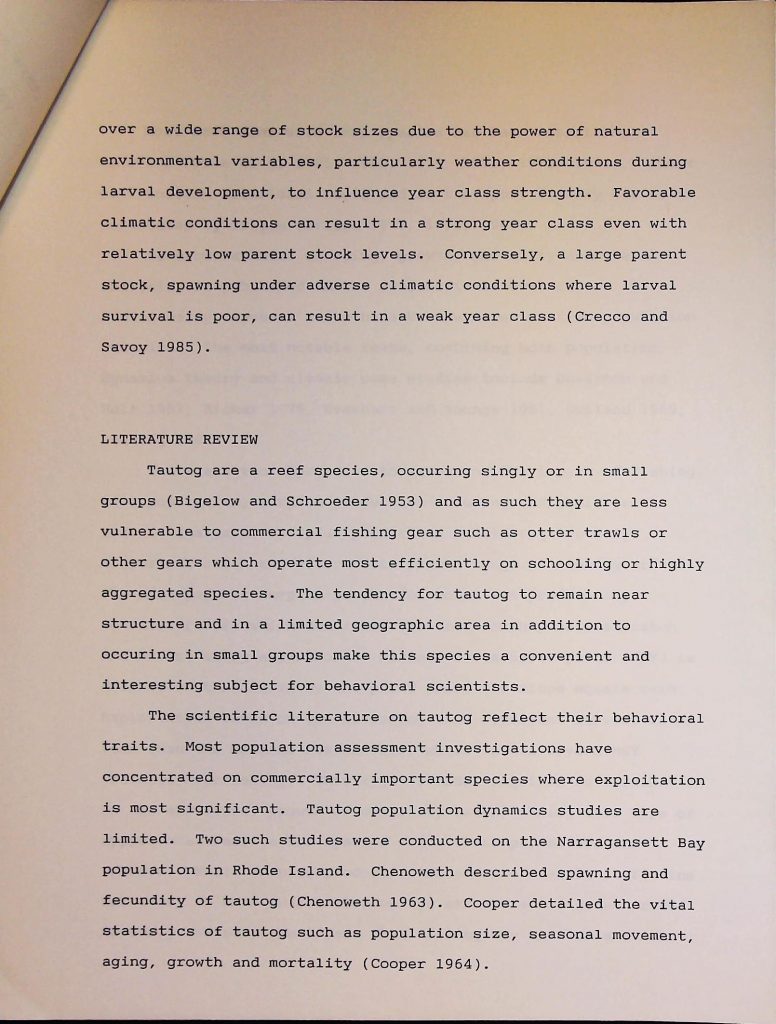 over a wide range of stock sizes due to the power of natural
environmental variables, particularly weather conditions during
larval development, to influence year class strength.  Favorable
climatic conditions can result in a strong year class even with
relatively low parent stock levels.  Conversely, a large parent
stock, spawning under adverse climatic conditions where larval
survival is poor, can result in a weak year class (Crecco and
Savoy 1985).
LITERATURE REVIEW
Tautog are a reef species, occuring singly or in small
groups (Bigelow and Schroeder 1953) and as such they are less
vulnerable to commercial fishing gear such as otter trawls or
other gears which operate most efficiently on schooling or highly
aggregated species.  The tendency for tautog to remain near
structure and in a limited geographic area in addition to
occuring in small groups make this species a convenient and
interesting subject for behavioral scientists.
The scientific literature on tautog reflect their behavioral
traits.  Most population assessment investigations have
concentrated on commercially important species where exploitation
is most significant.  Tautog population dynamics studies are
limited.  Two such studies were conducted on the Narragansett Bay
population in Rhode Island.  Chenoweth described spawning and
fecundity of tautog (Chenoweth 1963).  Cooper detailed the vital
statistics of tautog such as population size, seasonal movement,
aging, growth and mortality (Cooper 1964).